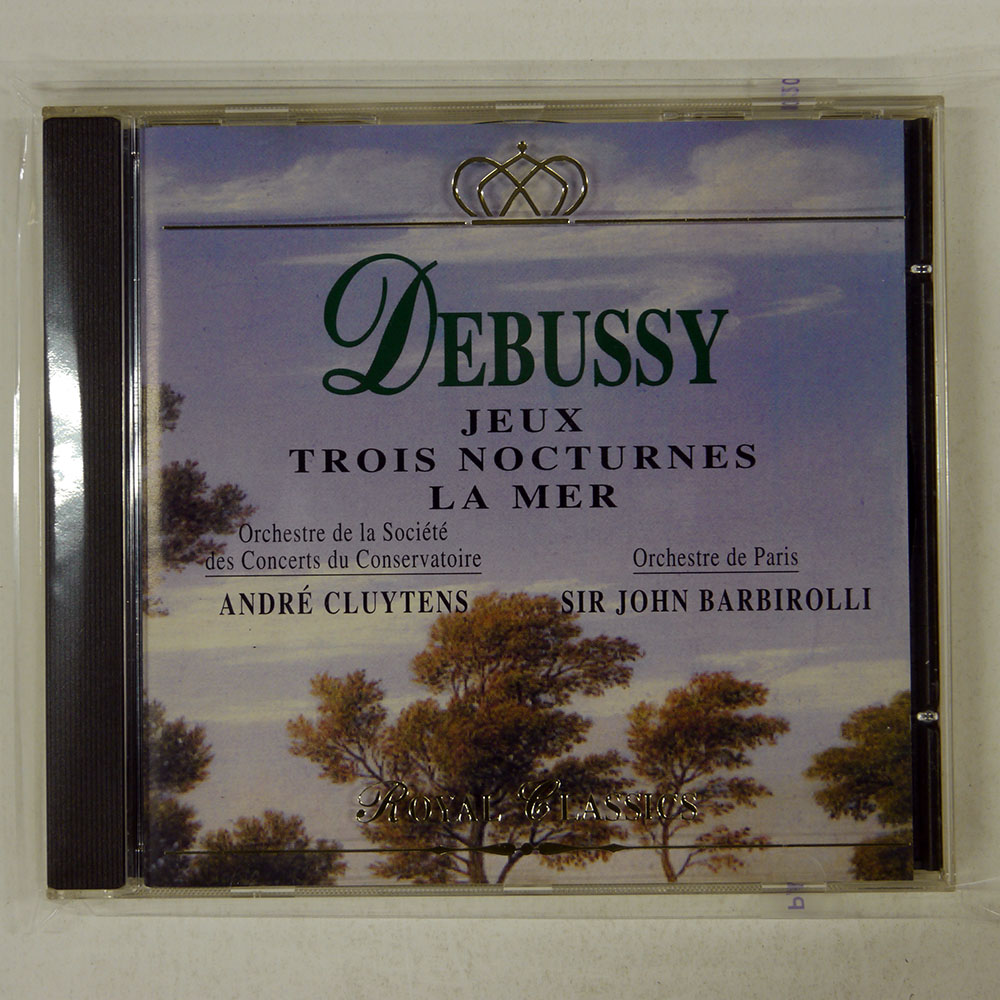 DEBUSSY
JEUX
TROIS NOCTURNES
LA MER
Orchestre de la Société
des Concerts du Conservatoire
ANDRÉ CLUYTENS
Orchestre de Paris
SIR JOHN BARBIROLLI
ROYAL CLASSICS